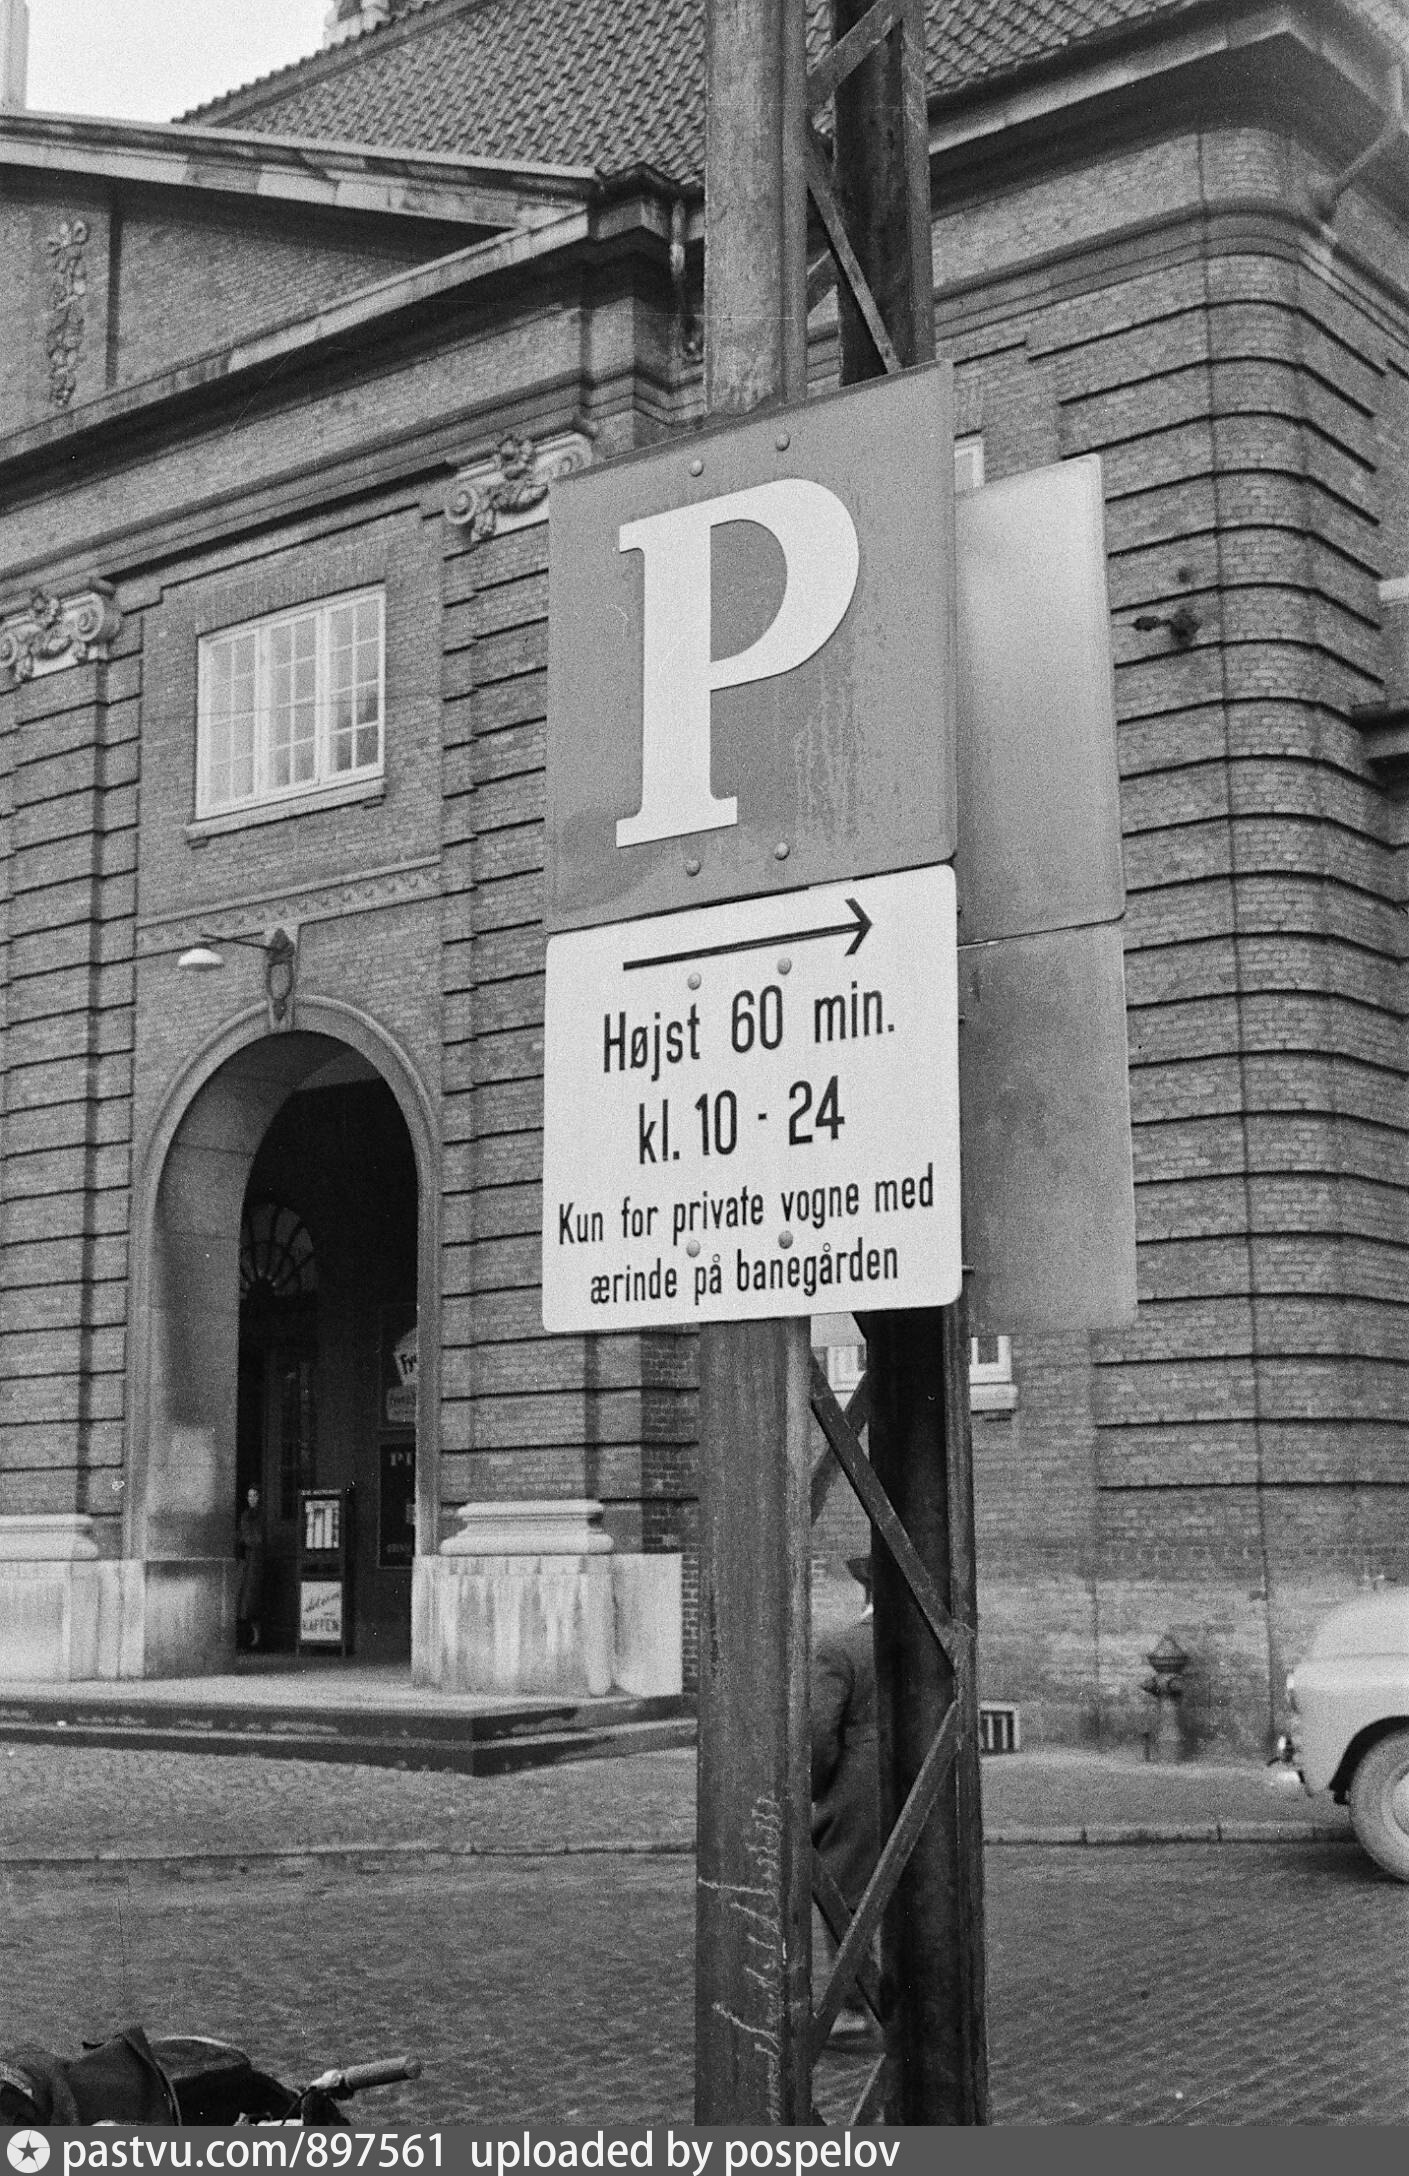 P
Højst 60 min.
kl. 10 - 24
Kun for private vogne med
ærinde på banegården
KAFFEN
pastvu.com/897561 uploaded by pospelov